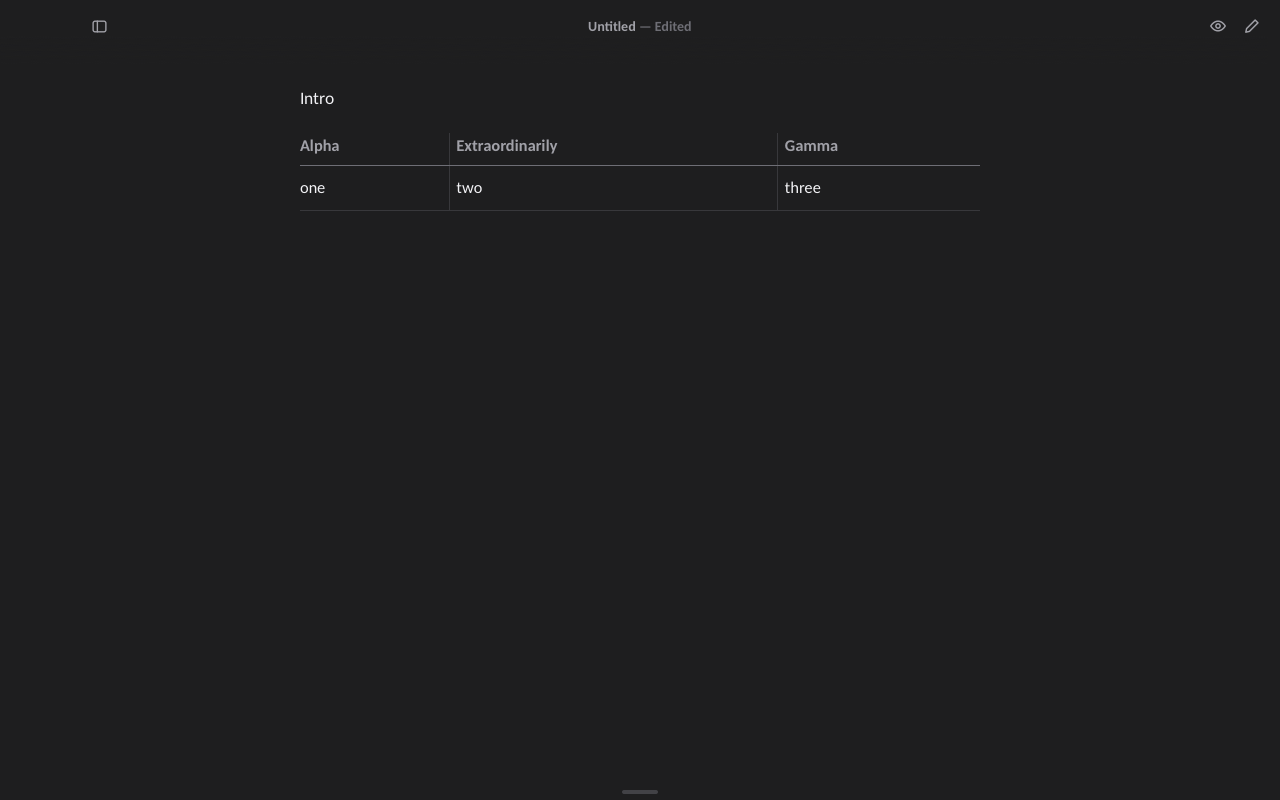 Untitled — Edited
Intro
Alpha Extraordinarily Gamma
one two three